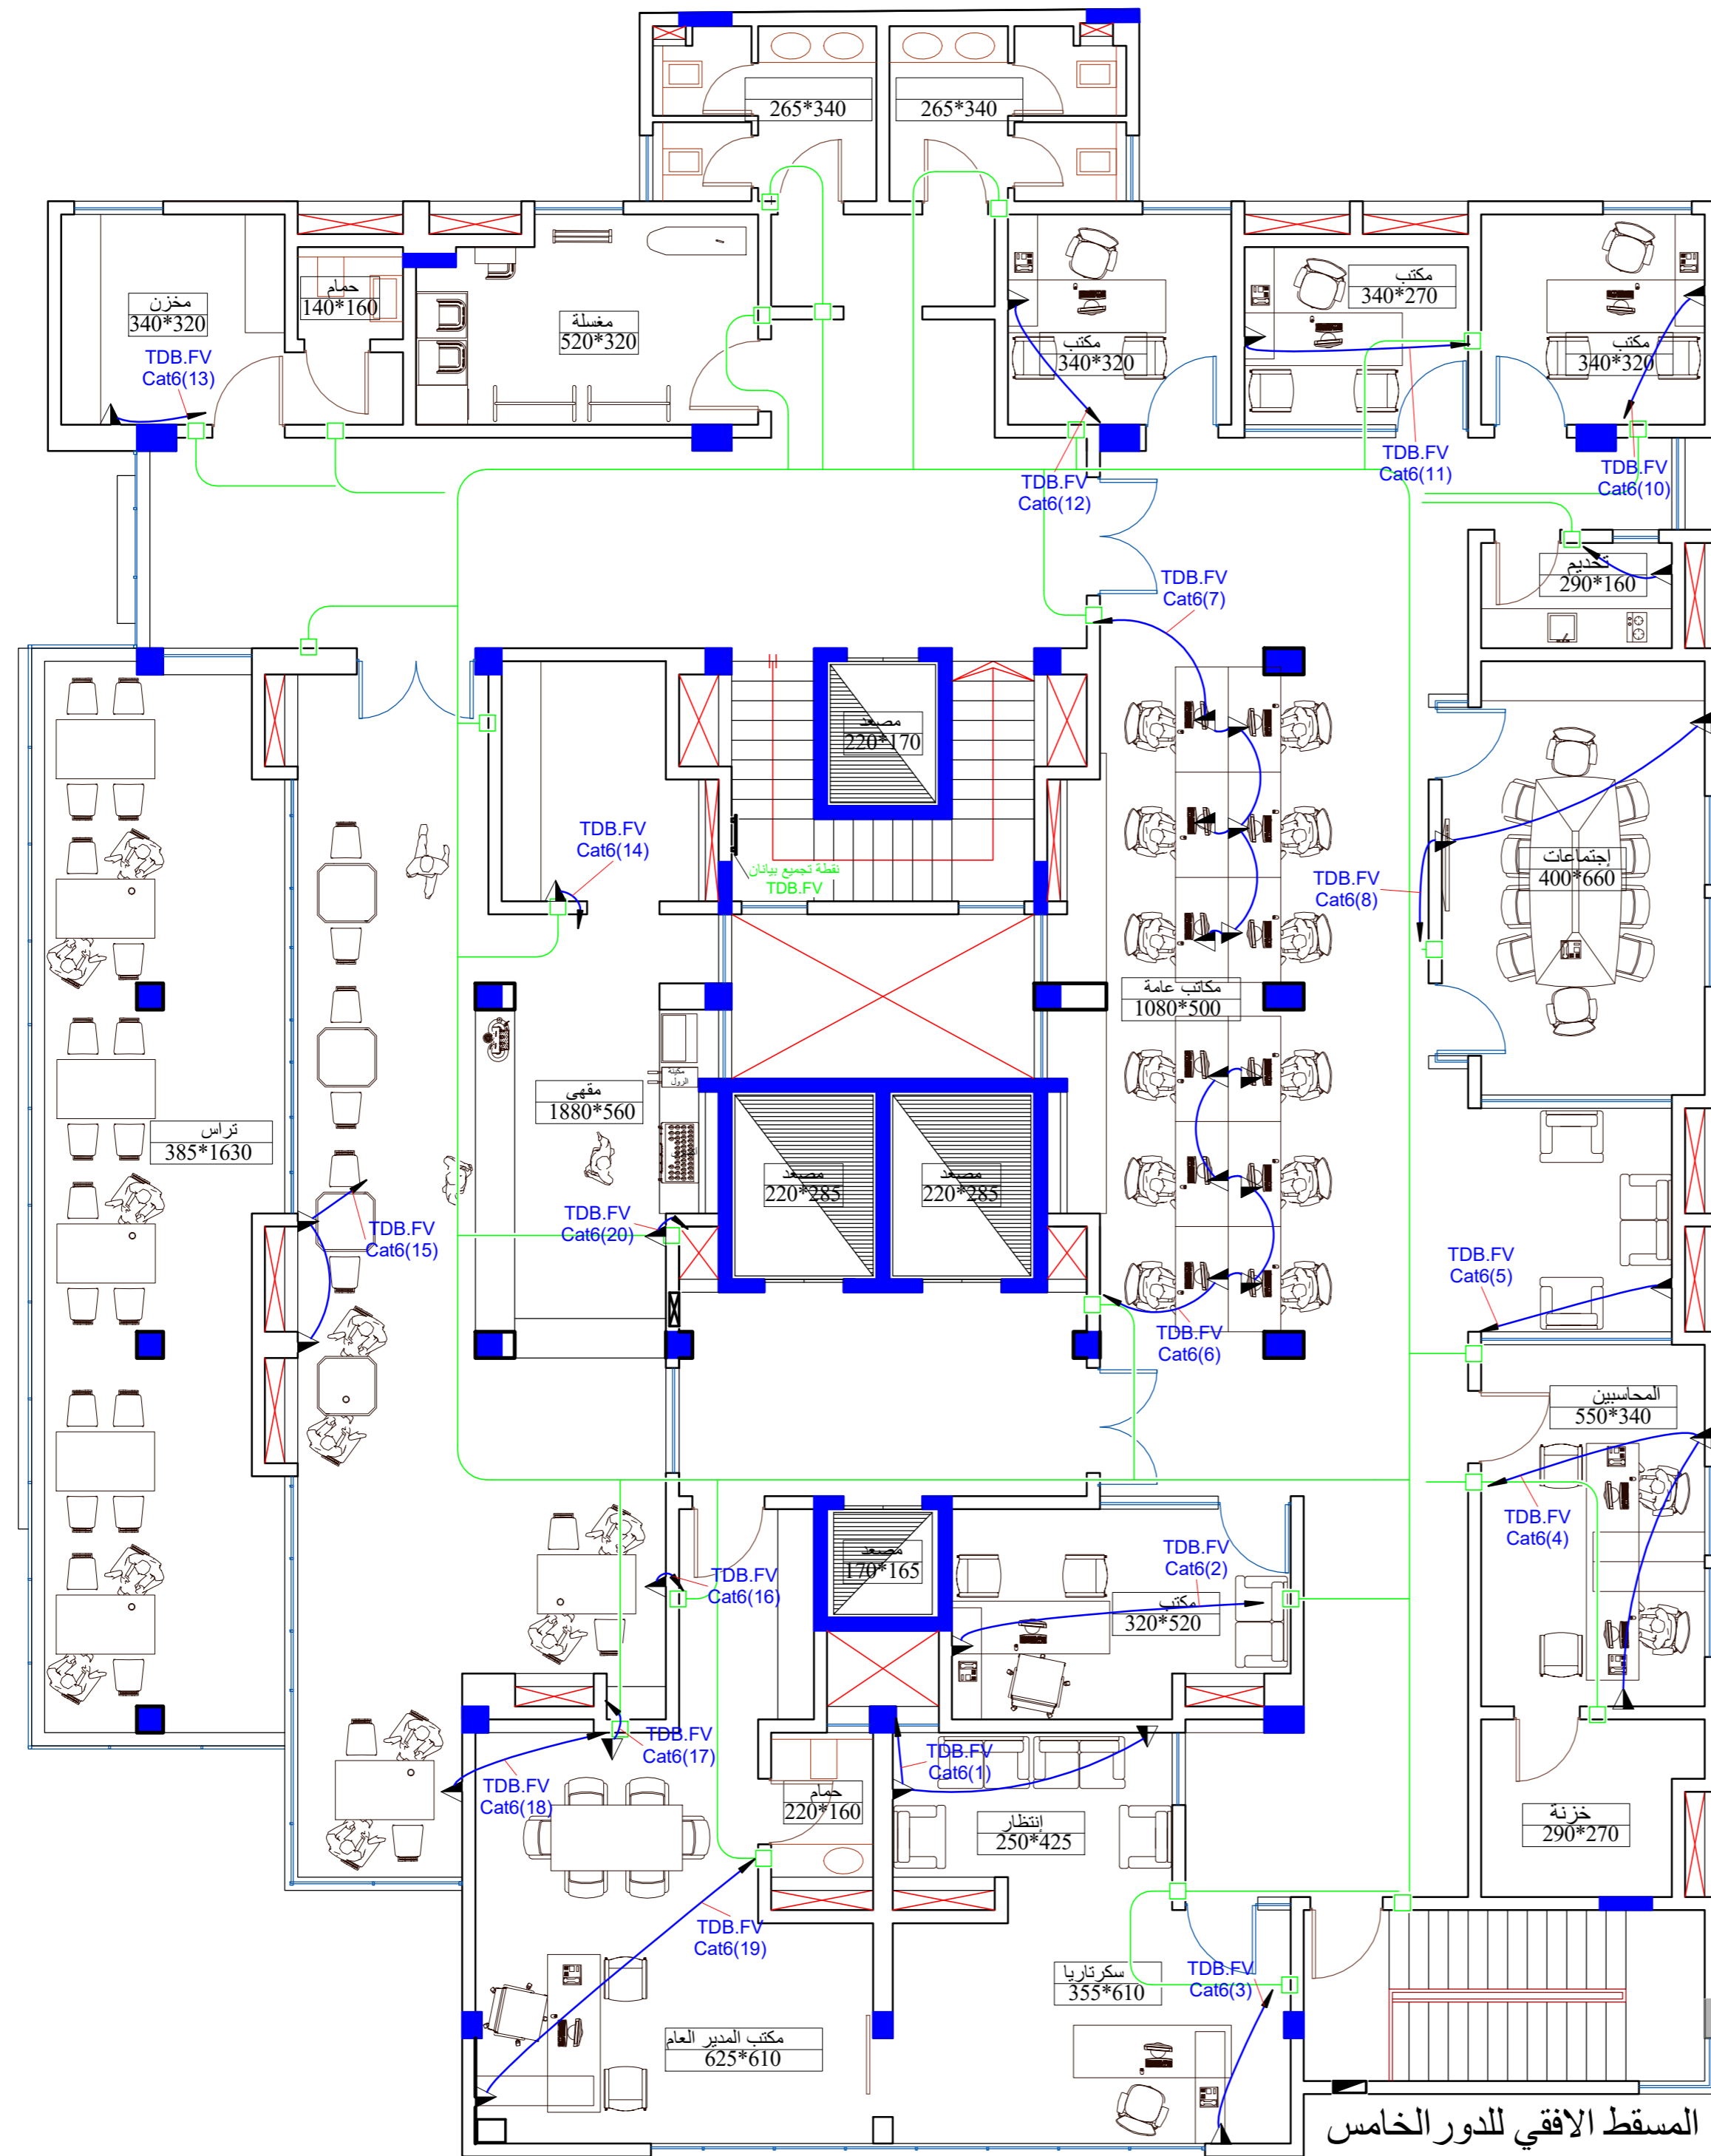 265*340
265*340
مخزن
340*320
حمام
140*160
مغسلة
520*320
مكتب
340*320
مكتب
340*270
مكتب
340*320
TDB.FV
Cat6(13)
TDB.FV
Cat6(12)
TDB.FV
Cat6(11)
TDB.FV
Cat6(10)
تخديم
290*160
TDB.FV
Cat6(7)
مصعد
220*170
TDB.FV
Cat6(14)
نقطة تجميع بيانان
TDB.FV
إجتماعات
400*660
TDB.FV
Cat6(8)
مكاتب عامة
1080*500
مكينة
الرول
مقهى
1880*560
تراس
385*1630
مصعد
220*285
مصعد
220*285
TDB.FV
Cat6(15)
TDB.FV
Cat6(20)
TDB.FV
Cat6(5)
TDB.FV
Cat6(6)
المحاسبين
550*340
TDB.FV
Cat6(4)
مصعد
170*165
TDB.FV
Cat6(2)
TDB.FV
Cat6(16)
مكتب
320*520
TDB.FV
Cat6(17)
TDB.FV
Cat6(1)
TDB.FV
Cat6(18)
حمام
220*160
إنتظار
250*425
خزنة
290*270
TDB.FV
Cat6(19)
سكرتاريا
355*610
TDB.FV
Cat6(3)
مكتب المدير العام
625*610
المسقط الافقي للدور الخامس